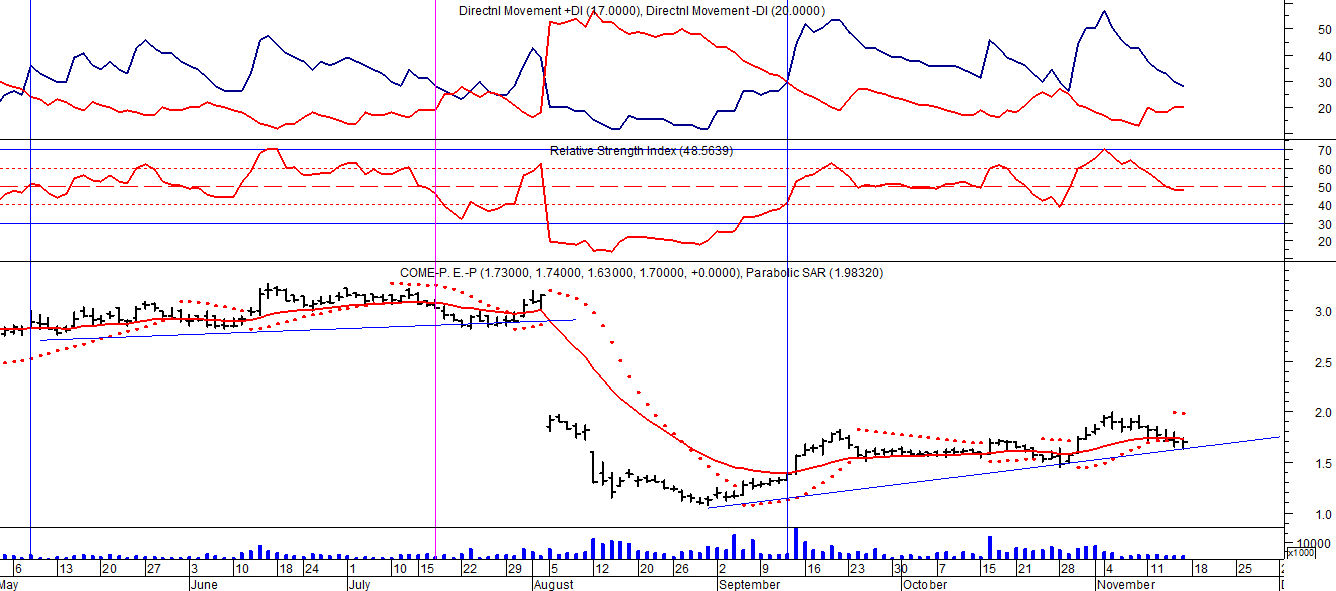 Directnl Movement +DI (17.0000), Directnl Movement -DI (20.0000)
50
40
30
20
Relative Strength Index (48.5639)
70
60
50
40
30
20
COME-P. E.-P (1.73000, 1.74000, 1.63000, 1.70000, +0.0000), Parabolic SAR (1.98320)
3.0
2.5
2.0
1.5
1.0
10000
x1000
6 13 20 27 3 10 18 24 1 10 15 22 29 5 12 20 26 2 9 16 23 30 7 14 21 28 4 11 18 25
May June July August September October November